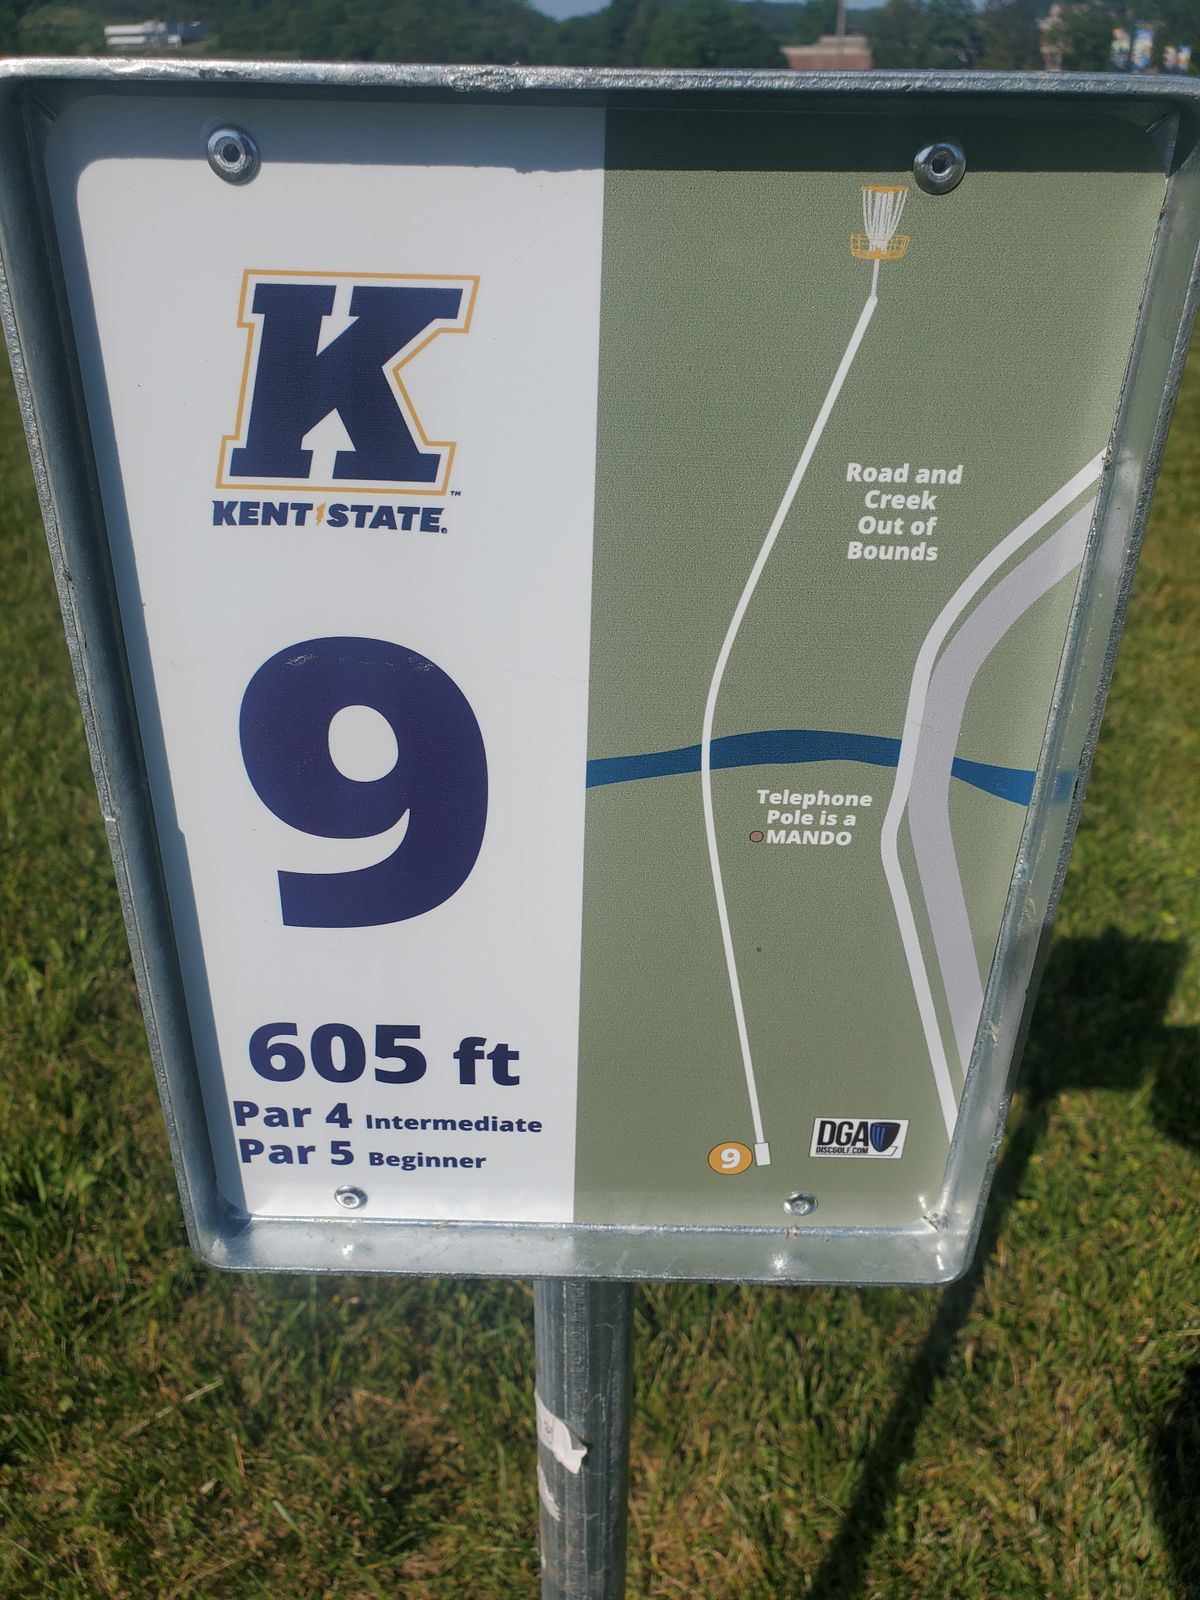 K
KENT STATE
9
605 ft
Par 4 Intermediate
Par 5 Beginner
Road and
Creek
Out of
Bounds
Telephone
Pole is a
MANDO
9
DGA
DISCGOLF.COM